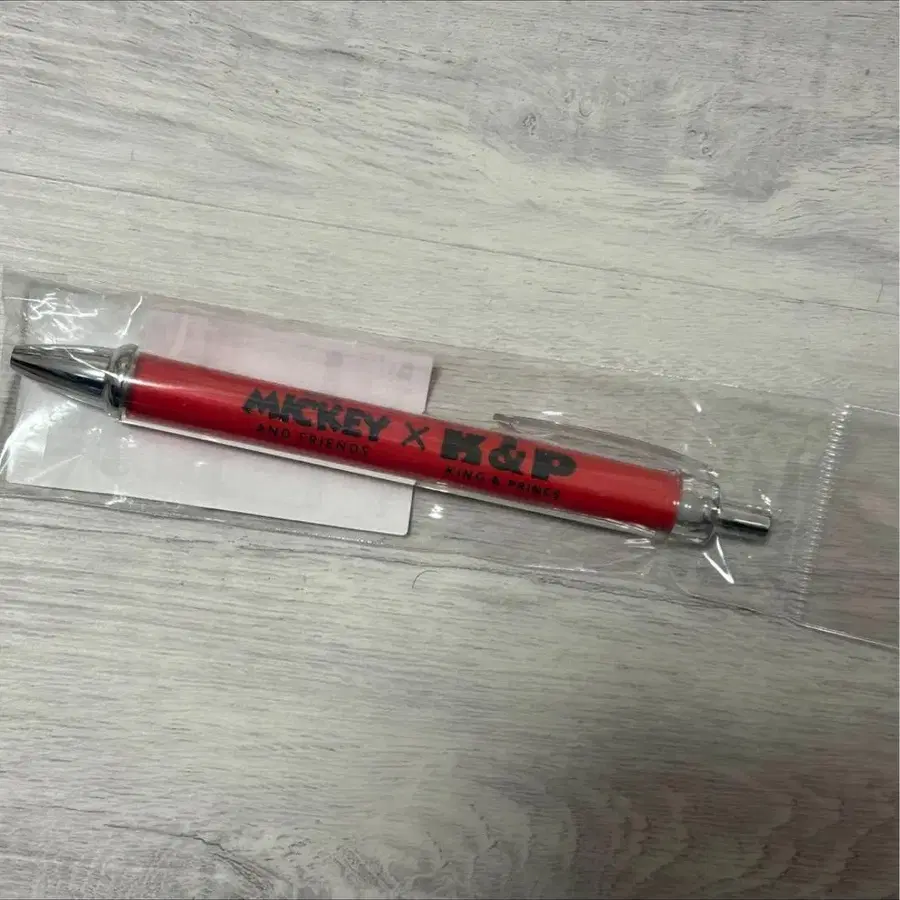 MICKEY × K&P
AND FRIENDS
KING & PRINCE